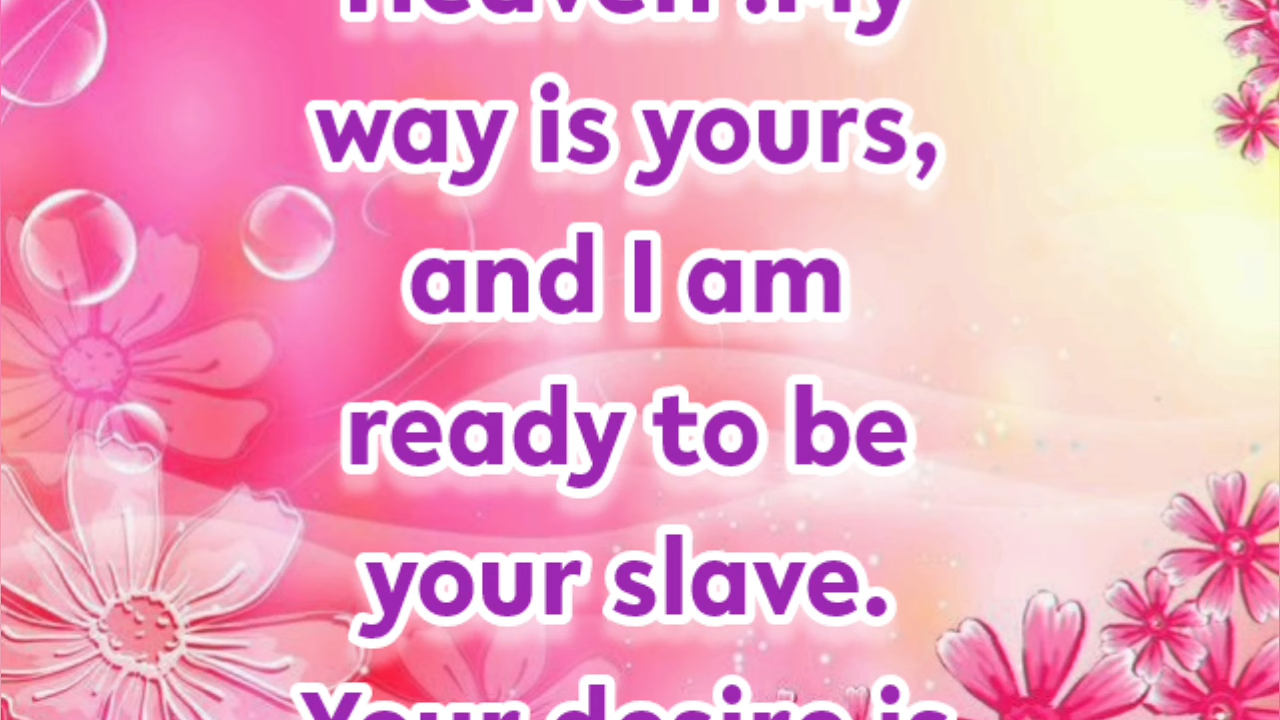 Heaven .My
way is yours,
and I am
ready to be
your slave.
Your desire is